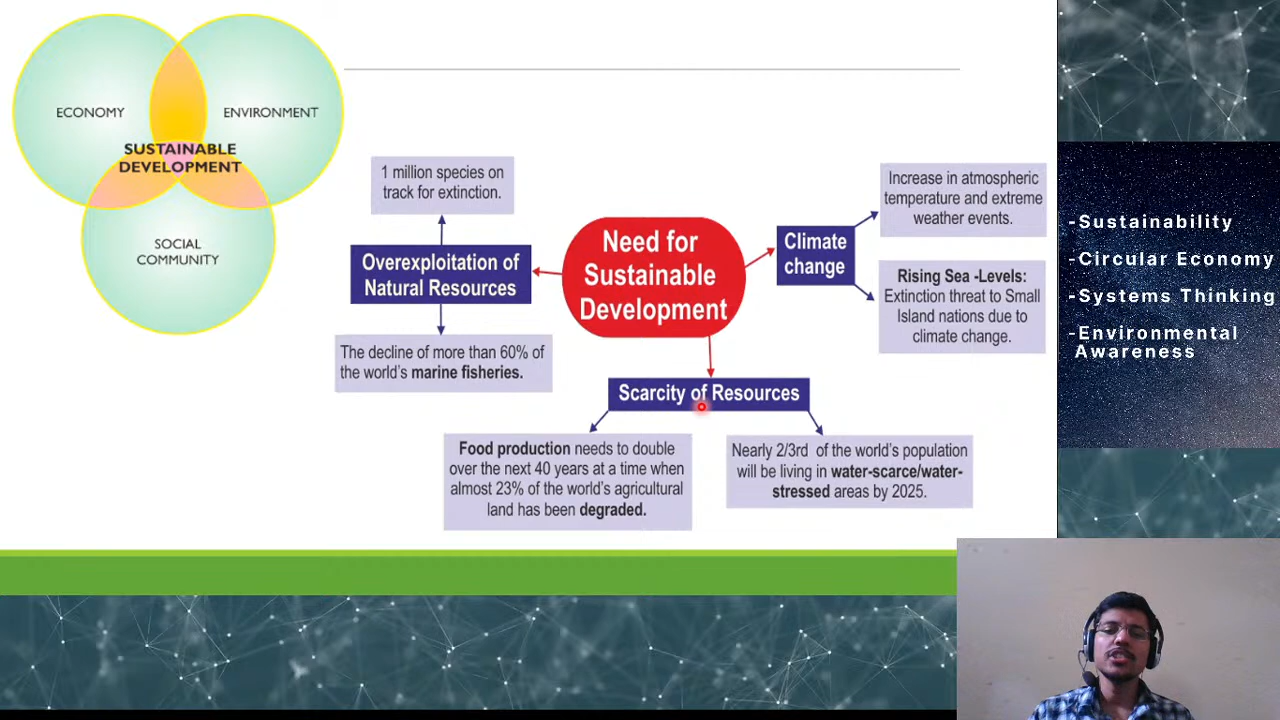 ECONOMY
ENVIRONMENT
SUSTAINABLE
DEVELOPMENT
SOCIAL
COMMUNITY
1 million species on
track for extinction.
Overexploitation of
Natural Resources
The decline of more than 60% of
the world's marine fisheries.
Need for
Sustainable
Development
Climate
change
Increase in atmospheric
temperature and extreme
weather events.
Rising Sea -Levels:
Extinction threat to Small
Island nations due to
climate change.
Scarcity of Resources
Food production needs to double
over the next 40 years at a time when
almost 23% of the world's agricultural
land has been degraded.
Nearly 2/3rd of the world's population
will be living in water-scarce/water-
stressed areas by 2025.
-Sustainability
-Circular Economy
-Systems Thinking
-Environmental
Awareness